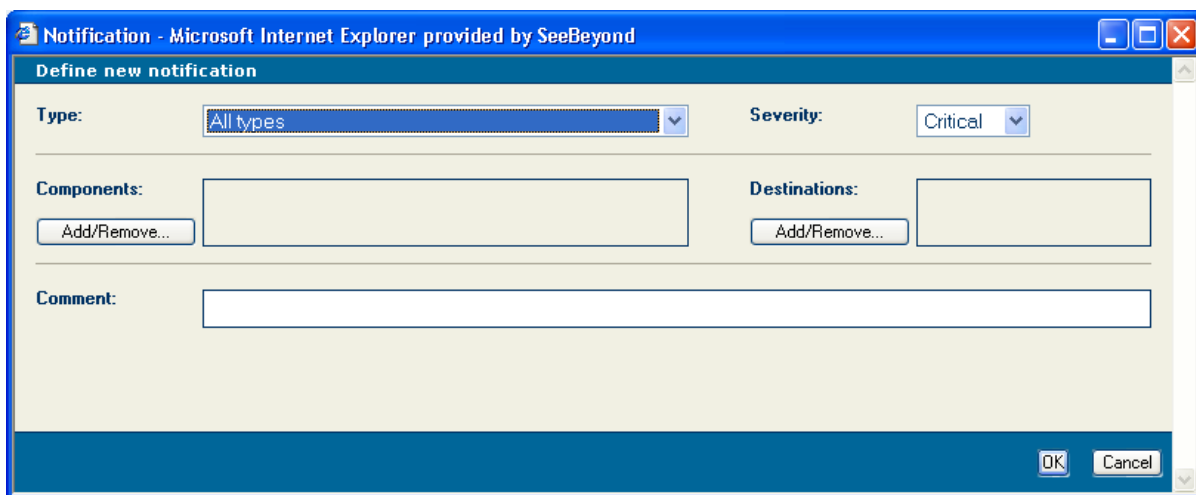 Notification - Microsoft Internet Explorer provided by SeeBeyond
Define new notification
Type: All types Severity: Critical
Components: Destinations:
Add/Remove... Add/Remove...
Comment:
OK Cancel